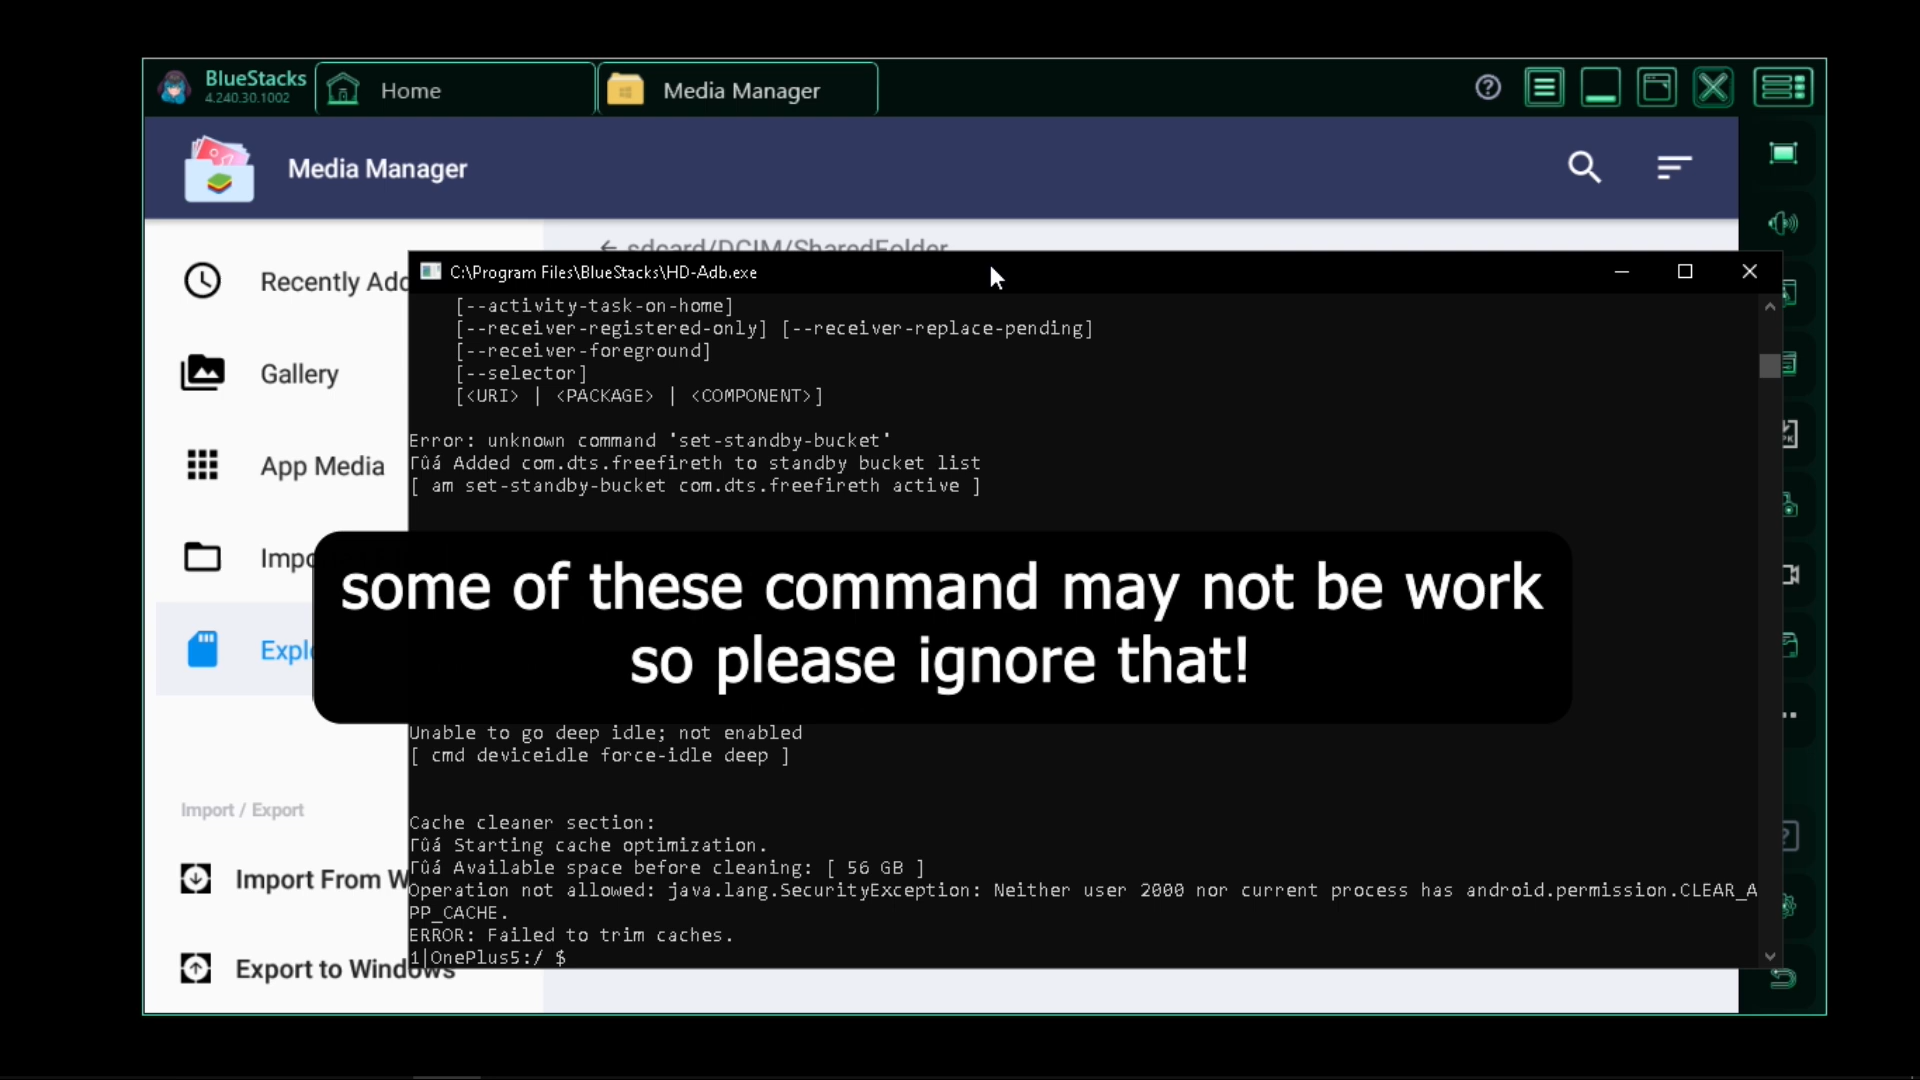 BlueStacks
4.240.30.1002
Home
Media Manager
Media Manager
sdcard/DCIM/SharedFolder
Recently Add
Gallery
App Media
Impo
Expl
Import / Export
Import From W
Export to Windows
C:\Program Files\BlueStacks\HD-Adb.exe
[--activity-task-on-home]
[--receiver-registered-only] [--receiver-replace-pending]
[--receiver-foreground]
[--selector]
[<URI> | <PACKAGE> | <COMPONENT>]
Error: unknown command 'set-standby-bucket'
Γûá Added com.dts.freefireth to standby bucket list
[ am set-standby-bucket com.dts.freefireth active ]
some of these command may not be work
so please ignore that!
Unable to go deep idle; not enabled
[ cmd deviceidle force-idle deep ]
Cache cleaner section:
Γûá Starting cache optimization.
Γûá Available space before cleaning: [ 56 GB ]
Operation not allowed: java.lang.SecurityException: Neither user 2000 nor current process has android.permission.CLEAR_A
PP_CACHE.
ERROR: Failed to trim caches.
1|OnePlus5:/ $